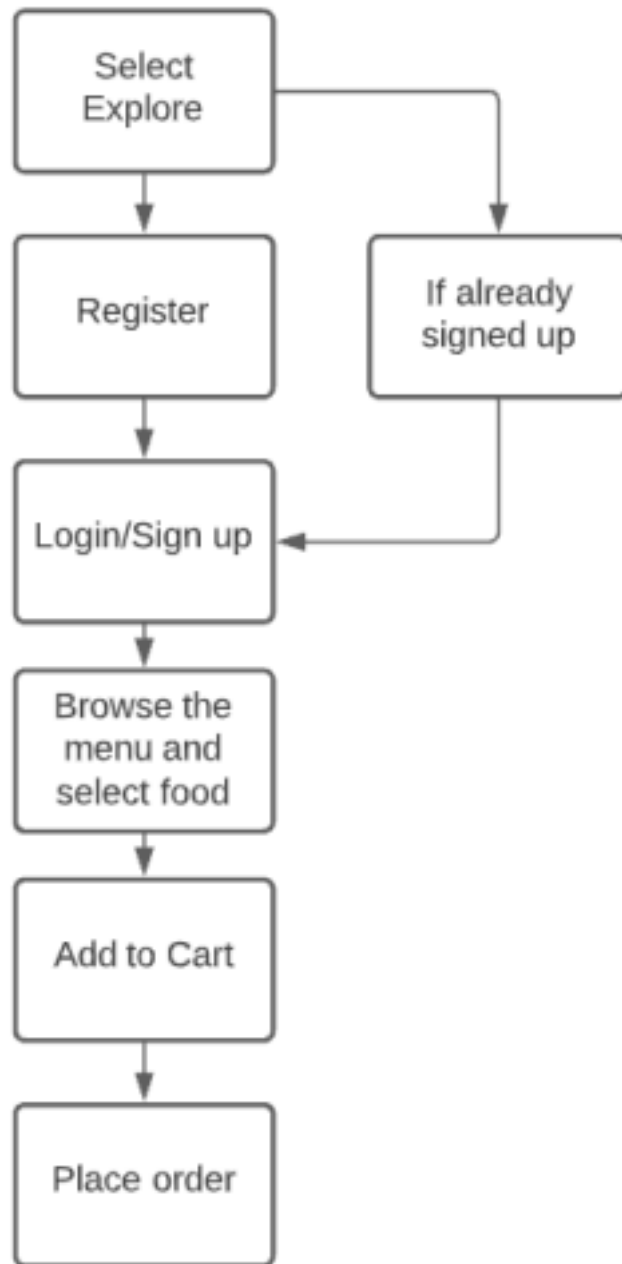 Select
Explore
Register
If already
signed up
Login/Sign up
Browse the
menu and
select food
Add to Cart
Place order